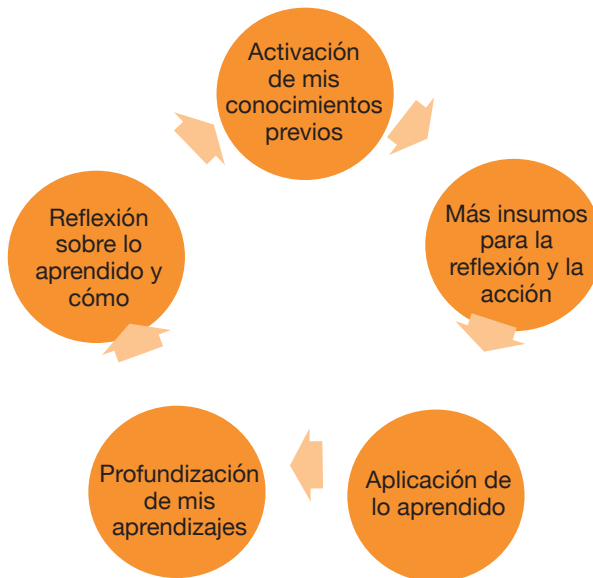 Activación
de mis
conocimientos
previos
Más insumos
para la
reflexión y la
acción
Aplicación de
lo aprendido
Profundización
de mis
aprendizajes
Reflexión
sobre lo
aprendido y
cómo